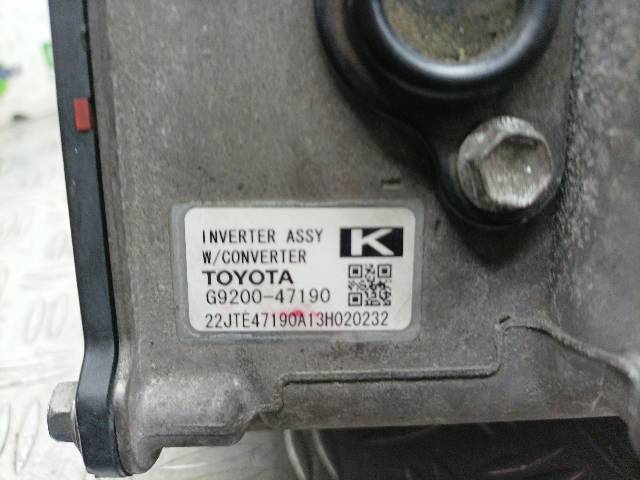 INVERTER ASSY K
W/CONVERTER
TOYOTA
G9200-47190
22JTE47190A13H020232